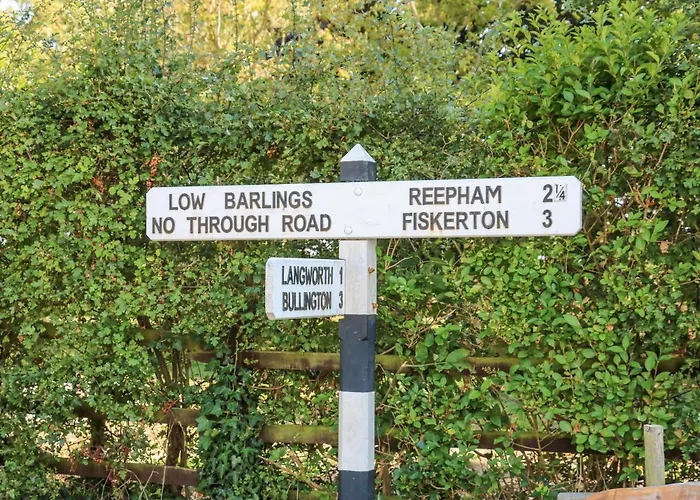 LOW BARLINGS
NO THROUGH ROAD
REEPHAM 2¼
FISKERTON 3
LANGWORTH 1
BULLINGTON 3